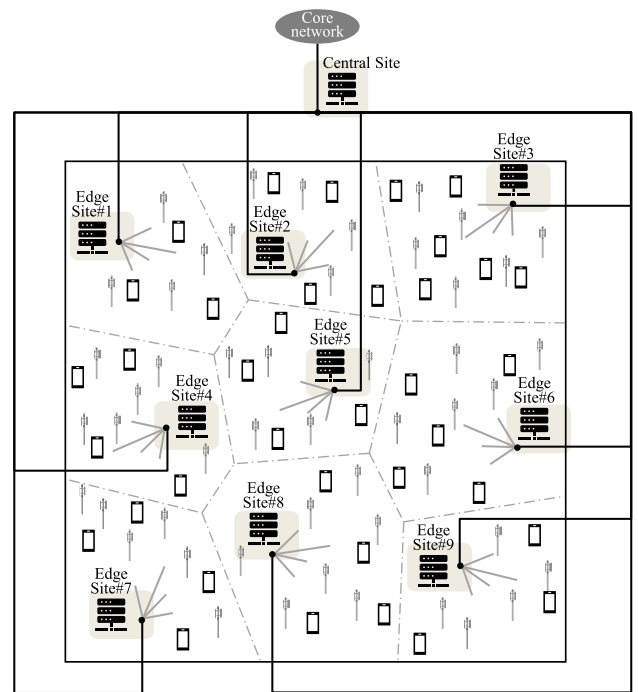 Core
network
Central Site
Edge
Site#3
Edge
Site#1
Edge
Site#2
Edge
Site#5
Edge
Site#4
Edge
Site#6
Edge
Site#8
Edge
Site#9
Edge
Site#7